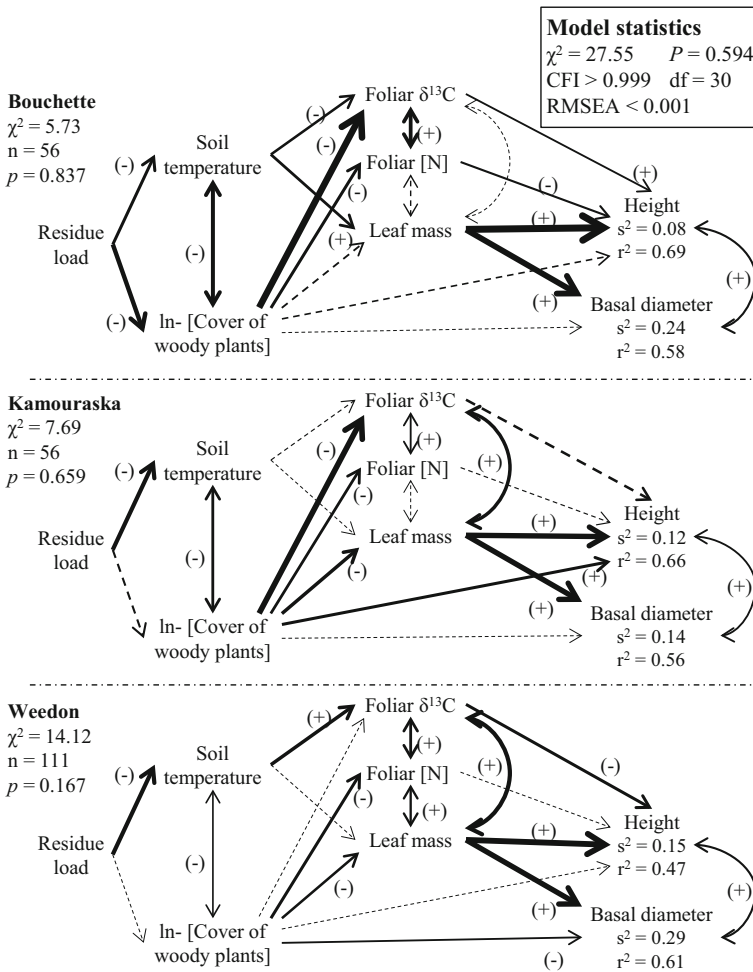 Model statistics
χ² = 27.55 P = 0.594
CFI > 0.999 df = 30
RMSEA < 0.001
Bouchette
χ² = 5.73
n = 56
p = 0.837
Foliar δ¹³C
(-)
(-)
(+)
Soil
temperature
(-)
Foliar [N]
(-)
(-)
(+)
Leaf mass
(+)
(+)
Height
s² = 0.08
r² = 0.69
Residue
load
(-)
(+)
(+)
(-)
ln- [Cover of
woody plants]
Basal diameter
s² = 0.24
r² = 0.58
Kamouraska
χ² = 7.69
n = 56
p = 0.659
Foliar δ¹³C
(-)
(+)
Soil
temperature
(-)
Foliar [N]
(-)
(+)
Leaf mass
(+)
Height
s² = 0.12
r² = 0.66
Residue
load
(-)
(-)
(+)
(+)
(+)
ln- [Cover of
woody plants]
Basal diameter
s² = 0.14
r² = 0.56
Weedon
χ² = 14.12
n = 111
p = 0.167
Foliar δ¹³C
(+)
(+)
Soil
temperature
(-)
Foliar [N]
(-)
(+)
(-)
(+)
Leaf mass
(+)
Height
s² = 0.15
r² = 0.47
Residue
load
(-)
(-)
(+)
(+)
ln- [Cover of
woody plants]
Basal diameter
s² = 0.29
(-)
r² = 0.61